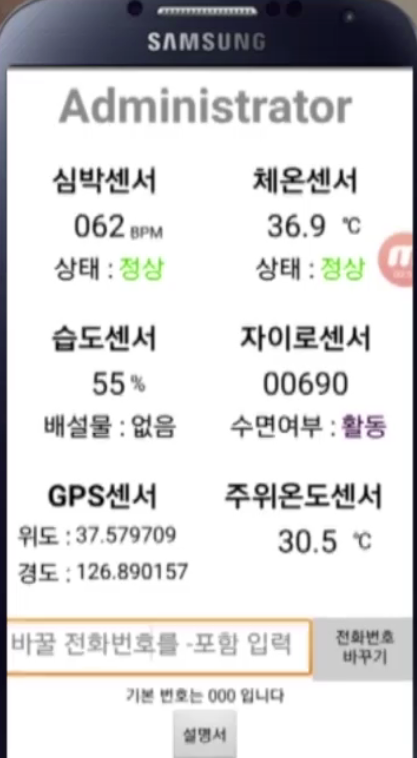 SAMSUNG
Administrator
심박센서 체온센서
062 BPM 36.9 ℃
상태 : 정상 상태 : 정상
습도센서 자이로센서
55 % 00690
배설물 : 없음 수면여부 : 활동
GPS센서 주위온도센서
위도 : 37.579709 30.5 ℃
경도 : 126.890157
바꿀 전화번호를 -포함 입력 전화번호
바꾸기
기본 번호는 000 입니다
설명서